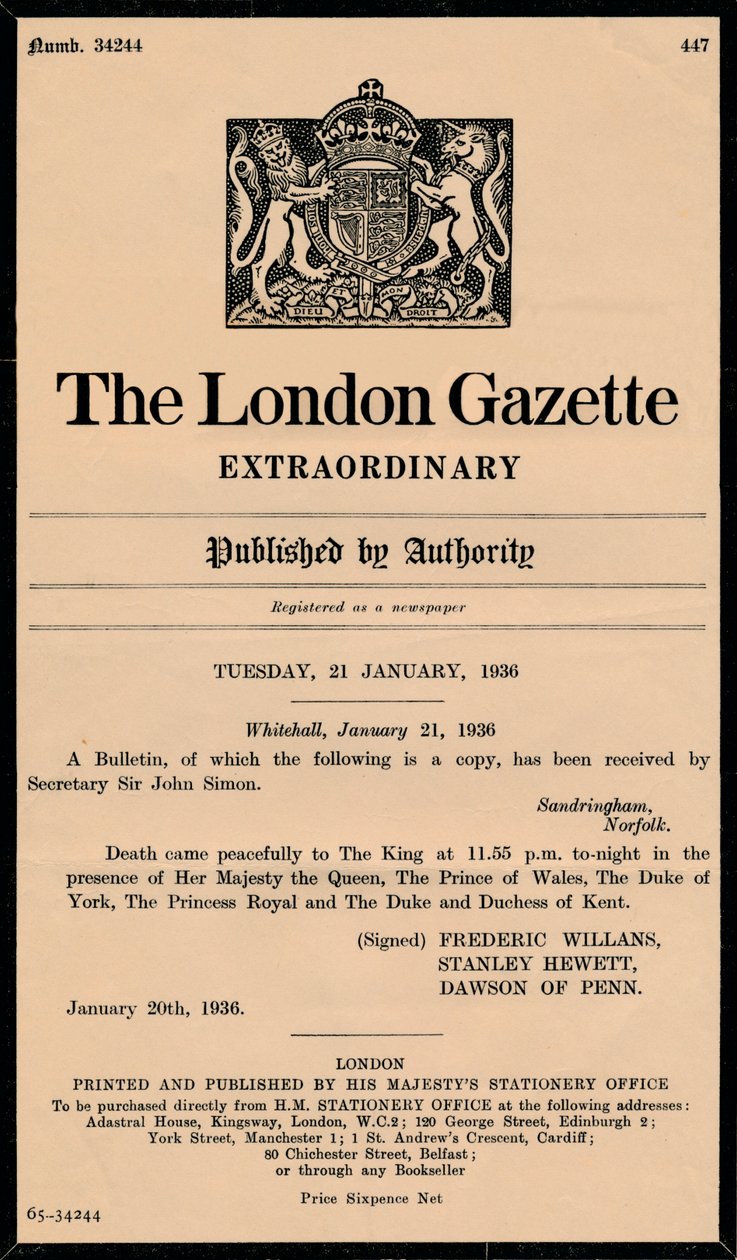 Numb. 34244
447
DIEU ET MON DROIT
The London Gazette
EXTRAORDINARY
Published by Authority
Registered as a newspaper
TUESDAY, 21 JANUARY, 1936
Whitehall, January 21, 1936
A Bulletin, of which the following is a copy, has been received by
Secretary Sir John Simon.
Sandringham,
Norfolk.
Death came peacefully to The King at 11.55 p.m. to-night in the
presence of Her Majesty the Queen, The Prince of Wales, The Duke of
York, The Princess Royal and The Duke and Duchess of Kent.
(Signed) FREDERIC WILLANS,
STANLEY HEWETT,
DAWSON OF PENN.
January 20th, 1936.
LONDON
PRINTED AND PUBLISHED BY HIS MAJESTY'S STATIONERY OFFICE
To be purchased directly from H.M. STATIONERY OFFICE at the following addresses:
Adastral House, Kingsway, London, W.C.2; 120 George Street, Edinburgh 2;
York Street, Manchester 1; 1 St. Andrew's Crescent, Cardiff;
80 Chichester Street, Belfast;
or through any Bookseller
Price Sixpence Net
65--34244